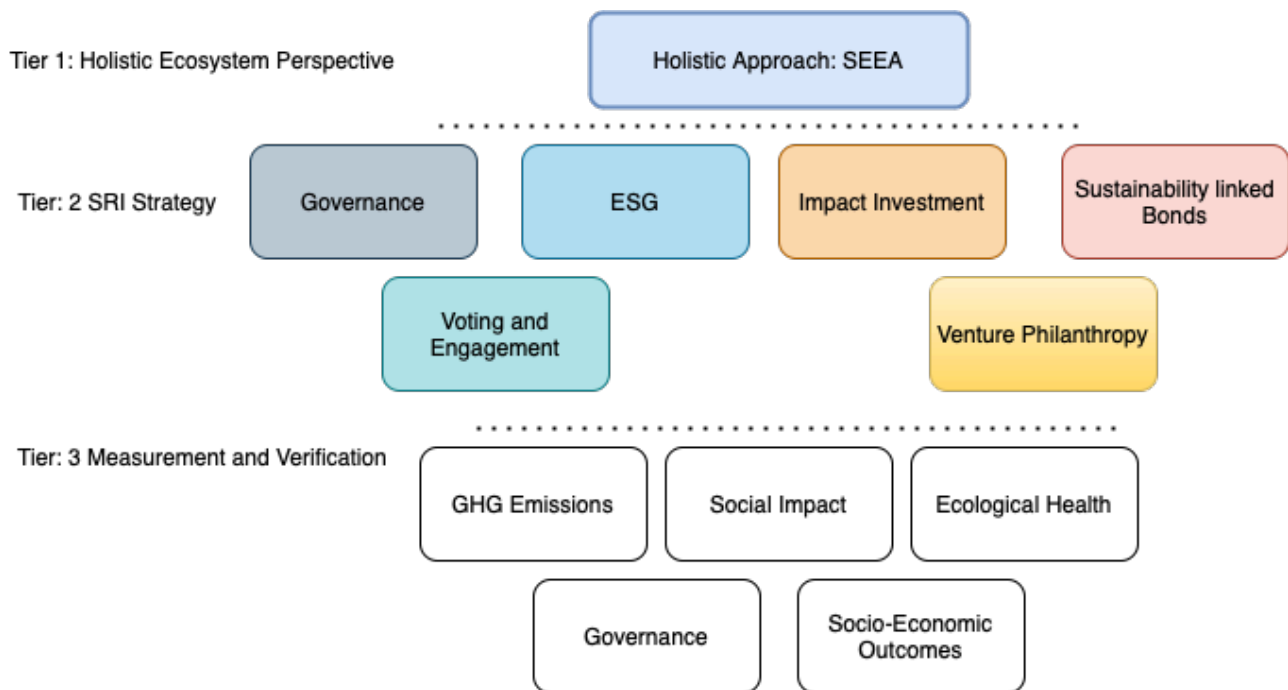 Tier 1: Holistic Ecosystem Perspective
Holistic Approach: SEEA
Tier: 2 SRI Strategy
Governance
ESG
Impact Investment
Sustainability linked
Bonds
Voting and
Engagement
Venture Philanthropy
Tier: 3 Measurement and Verification
GHG Emissions
Social Impact
Ecological Health
Governance
Socio-Economic
Outcomes